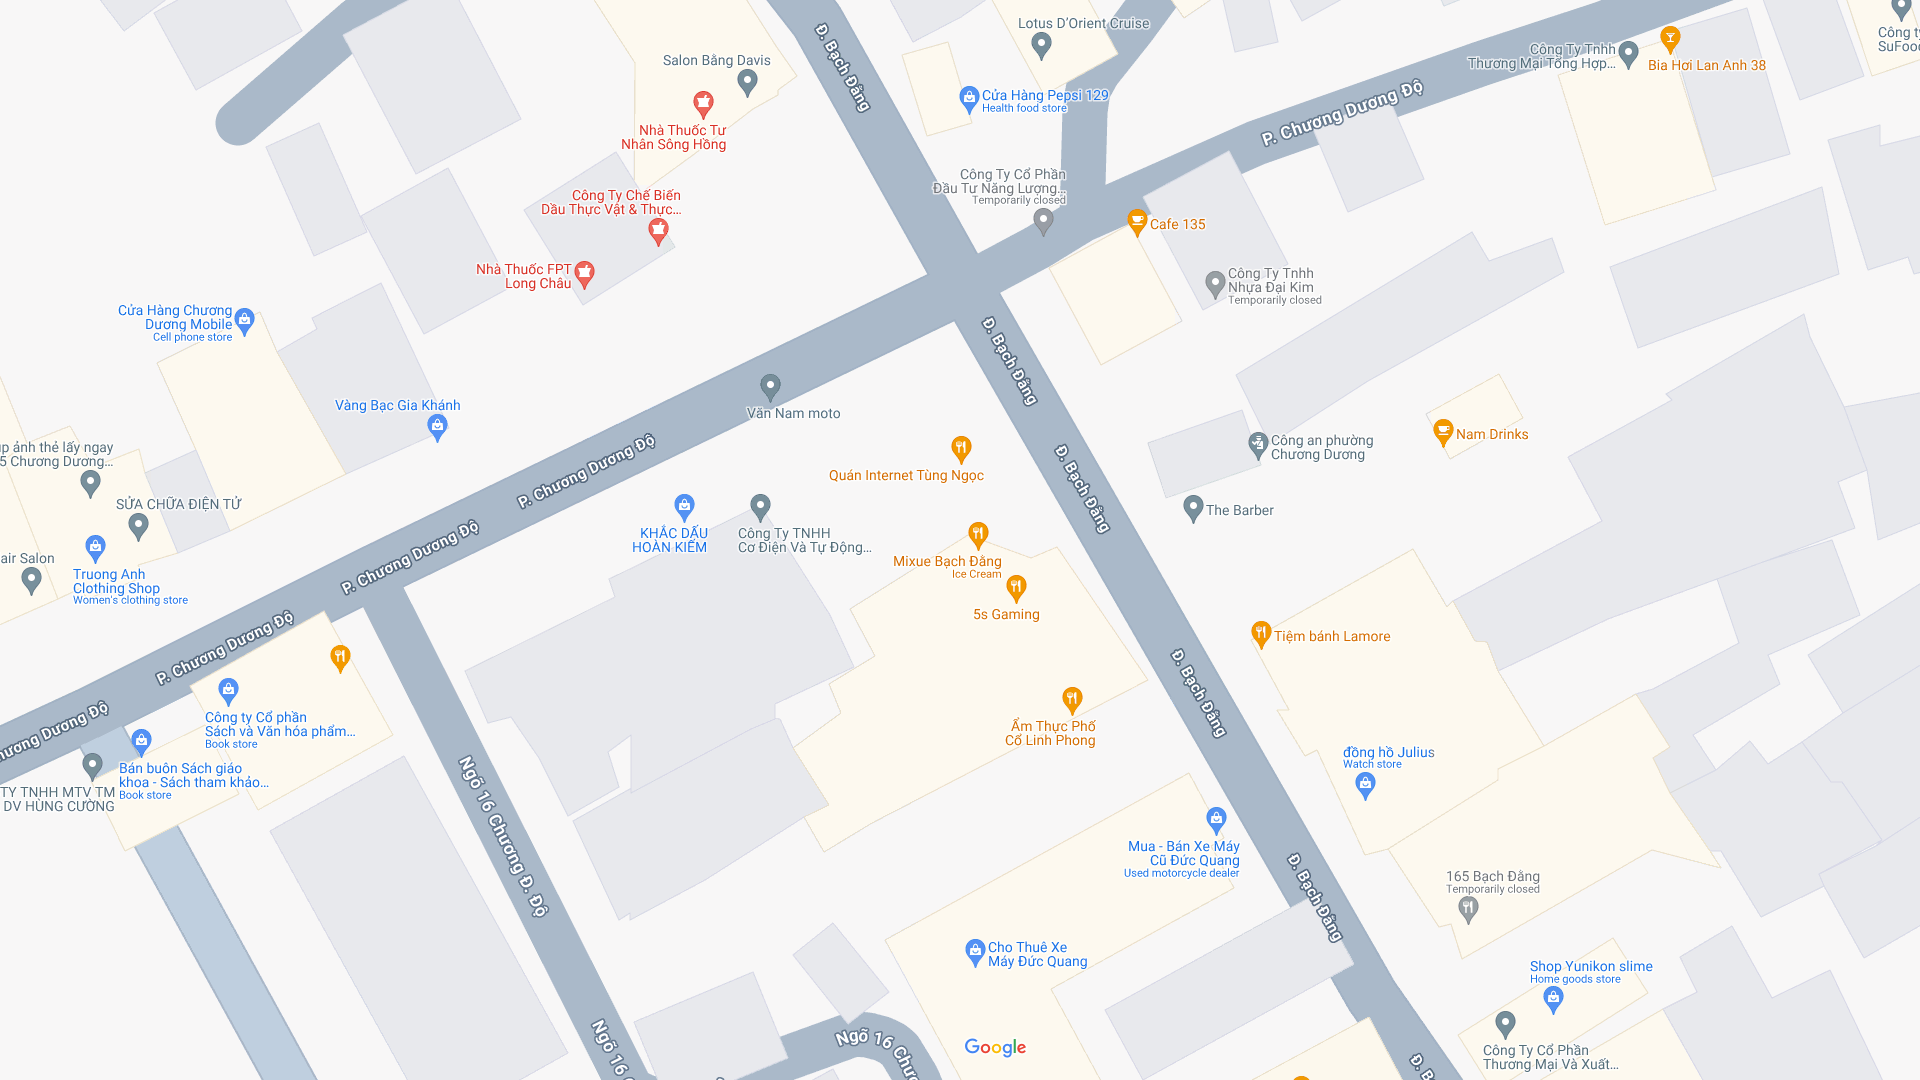 Đ. Bạch Đằng
Lotus D'Orient Cruise
Salon Bằng Davis
Công Ty Tnhh
Thương Mại Tổng Hợp...
Bia Hơi Lan Anh 38
Công ty
SuFood
Cửa Hàng Pepsi 129
Health food store
P. Chương Dương Độ
Nhà Thuốc Tư
Nhân Sông Hồng
Công Ty Cổ Phần
Đầu Tư Năng Lượng...
Temporarily closed
Công Ty Chế Biến
Dầu Thực Vật & Thực...
Cafe 135
Nhà Thuốc FPT
Long Châu
Công Ty Tnhh
Nhựa Đại Kim
Temporarily closed
Cửa Hàng Chương
Dương Mobile
Cell phone store
Đ. Bạch Đằng
Vàng Bạc Gia Khánh
Văn Nam moto
Công an phường
Chương Dương
Nam Drinks
ụp ảnh thẻ lấy ngay
5 Chương Dương...
P. Chương Dương Độ
Quán Internet Tùng Ngọc
Đ. Bạch Đằng
SỬA CHỮA ĐIỆN TỬ
The Barber
KHẮC DẤU
HOÀN KIẾM
Công Ty TNHH
Cơ Điện Và Tự Động...
P. Chương Dương Độ
air Salon
Truong Anh
Clothing Shop
Women's clothing store
Mixue Bạch Đằng
Ice Cream
5s Gaming
Tiệm bánh Lamore
P. Chương Dương Độ
Đ. Bạch Đằng
hương Dương Độ
Công ty Cổ phần
Sách và Văn hóa phẩm...
Book store
Ẩm Thực Phố
Cổ Linh Phong
đồng hồ Julius
Watch store
Bán buôn Sách giáo
khoa - Sách tham khảo...
Book store
TY TNHH MTV TM
DV HÙNG CƯỜNG
Ngõ 16 Chương D. Độ
Mua - Bán Xe Máy
Cũ Đức Quang
Used motorcycle dealer
Đ. Bạch Đằng
165 Bạch Đằng
Temporarily closed
Cho Thuê Xe
Máy Đức Quang
Shop Yunikon slime
Home goods store
Ngõ 16 C
Ngõ 16 Chươ
Google
Công Ty Cổ Phần
Thương Mại Và Xuất...
Đ. B